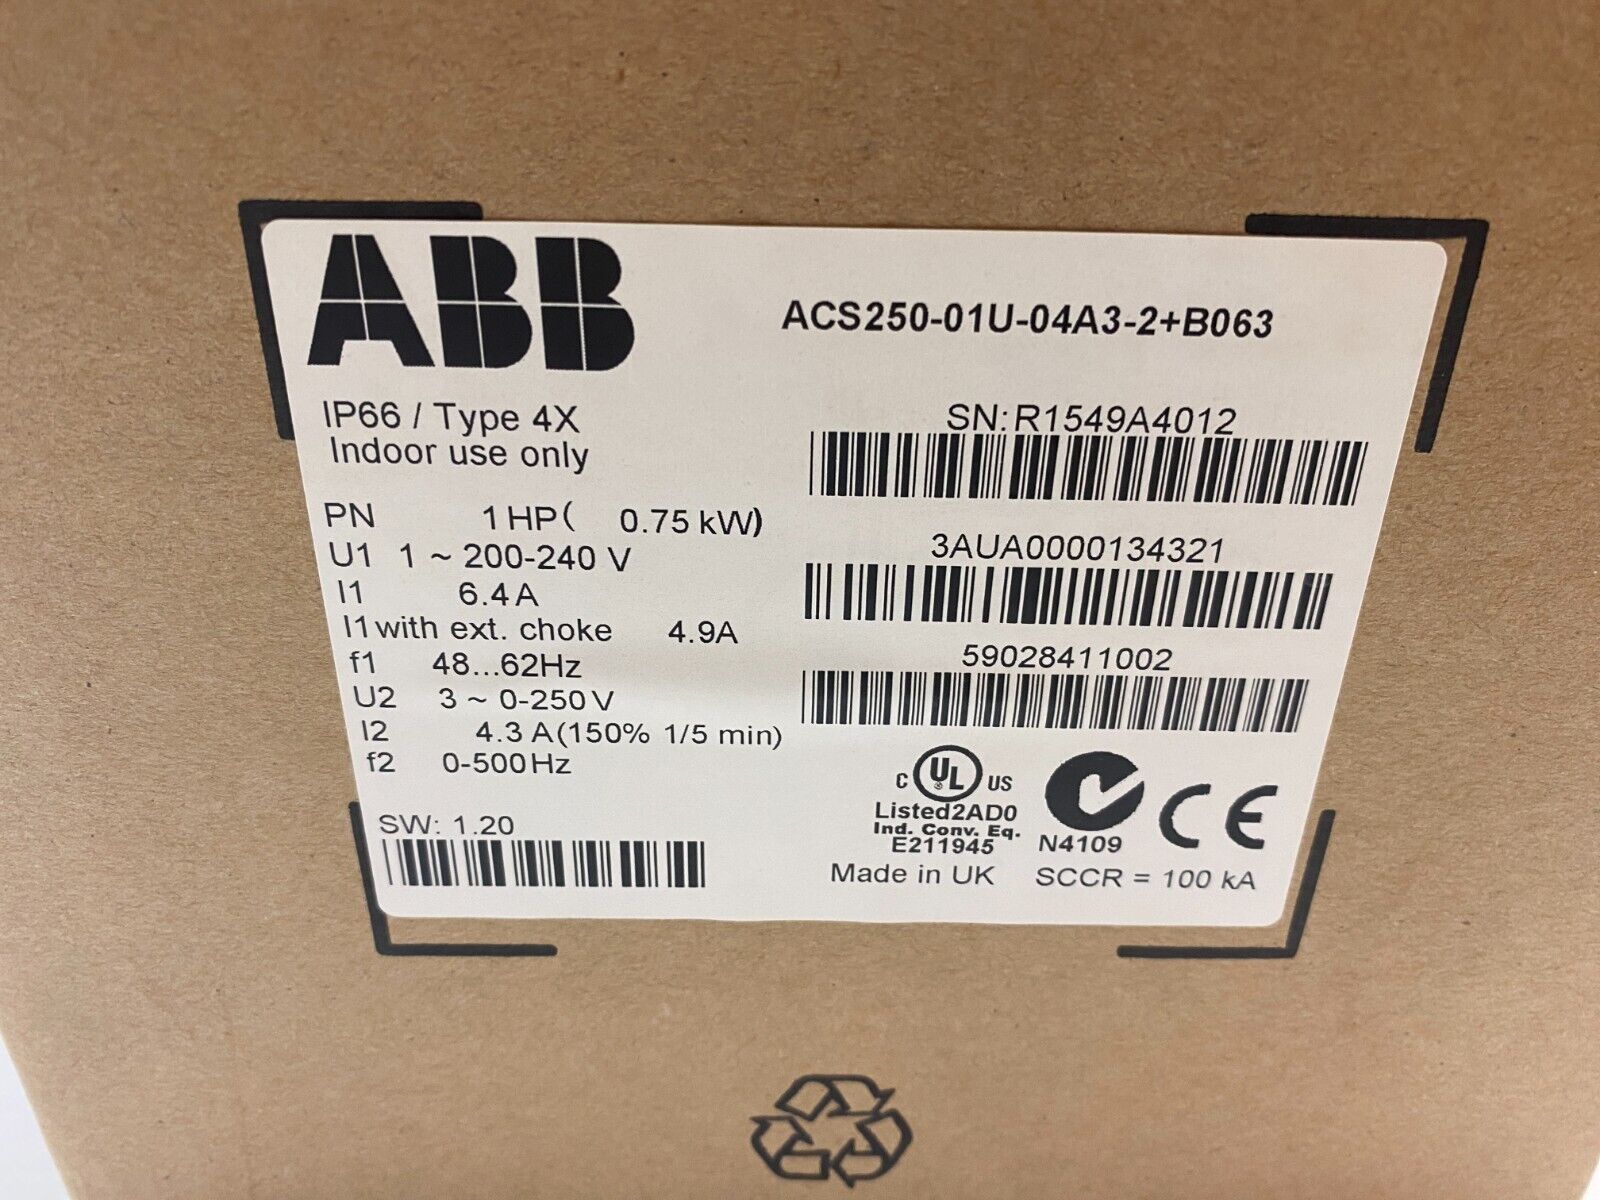 ABB
ACS250-01U-04A3-2+B063
IP66 / Type 4X
Indoor use only
PN 1 HP( 0.75 kW)
U1 1 ~ 200-240 V
I1 6.4 A
I1 with ext. choke 4.9A
f1 48...62Hz
U2 3 ~ 0-250 V
I2 4.3 A (150% 1/5 min)
f2 0-500 Hz
SW: 1.20
SN: R1549A4012
3AUA0000134321
59028411002
C UL US
Listed2AD0
Ind. Conv. Eq.
E211945
N4109
CE
Made in UK SCCR = 100 kA